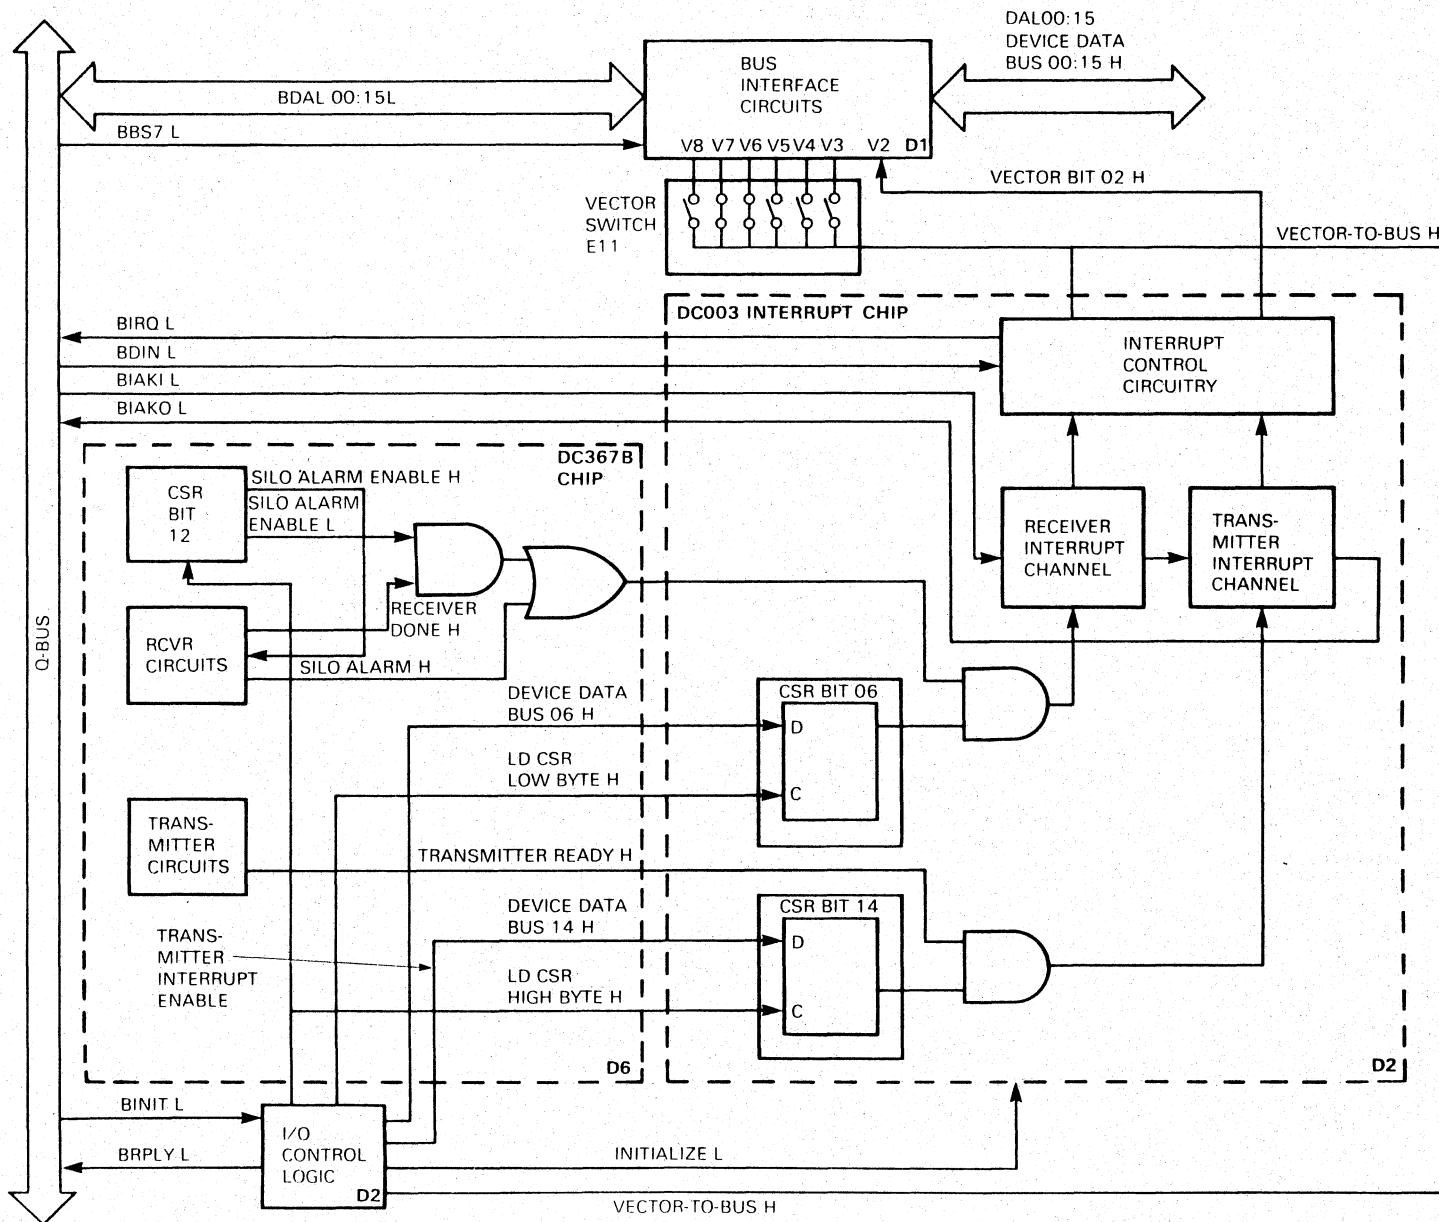 DAL00:15
DEVICE DATA
BUS 00:15 H
BUS
INTERFACE
CIRCUITS
BDAL 00:15L
BBS7 L
V8 V7 V6 V5 V4 V3 V2 D1
VECTOR BIT 02 H
VECTOR
SWITCH
E11
VECTOR-TO-BUS H
DC003 INTERRUPT CHIP
BIRQ L
BDIN L
BIAKI L
BIAKO L
INTERRUPT
CONTROL
CIRCUITRY
DC367B
CHIP
CSR
BIT
12
SILO ALARM ENABLE H
SILO ALARM
ENABLE L
RECEIVER
INTERRUPT
CHANNEL
TRANS-
MITTER
INTERRUPT
CHANNEL
RECEIVER
DONE H
Q-BUS
RCVR
CIRCUITS
SILO ALARM H
DEVICE DATA
BUS 06 H
CSR BIT 06
D
LD CSR
LOW BYTE H
C
TRANS-
MITTER
CIRCUITS
TRANSMITTER READY H
DEVICE DATA
BUS 14 H
CSR BIT 14
D
TRANS-
MITTER
INTERRUPT
ENABLE
LD CSR
HIGH BYTE H
C
D6
D2
BINIT L
BRPLY L
I/O
CONTROL
LOGIC
D2
INITIALIZE L
VECTOR-TO-BUS H